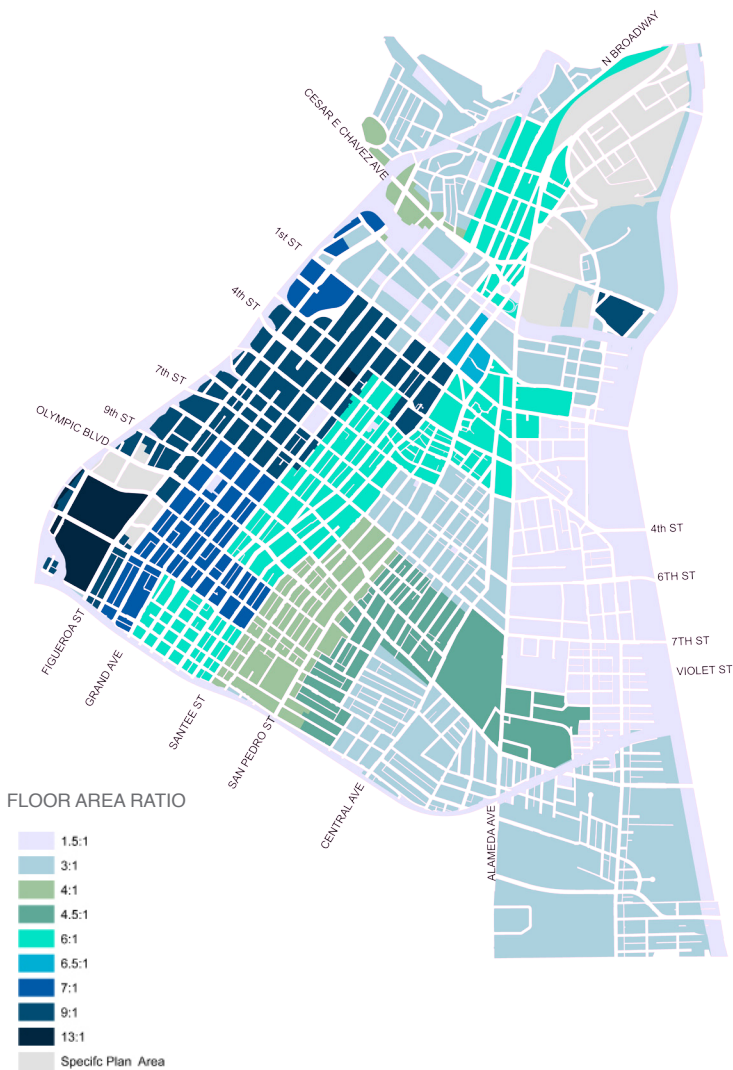 N BROADWAY
CESAR E CHAVEZ AVE
1st ST
4th ST
7th ST
9th ST
OLYMPIC BLVD
4th ST
6TH ST
7TH ST
VIOLET ST
FIGUEROA ST
GRAND AVE
SANTEE ST
SAN PEDRO ST
CENTRAL AVE
ALAMEDA AVE
FLOOR AREA RATIO
1.5:1
3:1
4:1
4.5:1
6:1
6.5:1
7:1
9:1
13:1
Specifc Plan Area